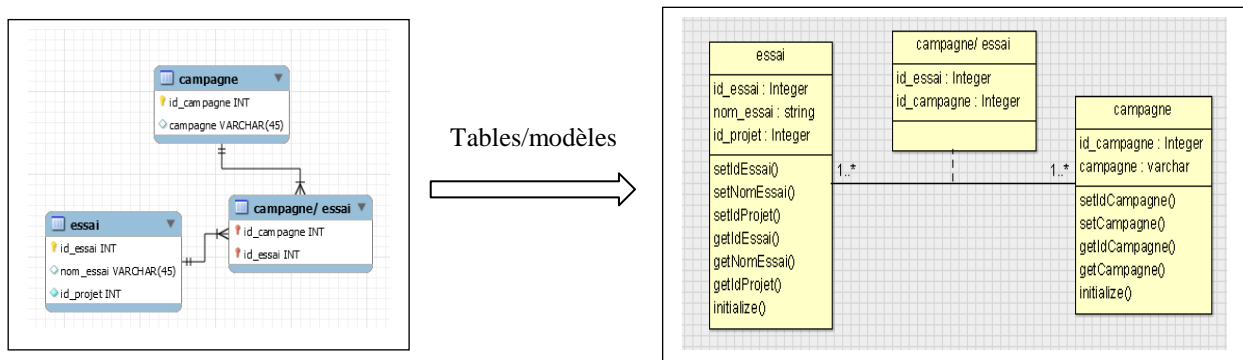 campagne
id_campagne INT
campagne VARCHAR(45)
campagne/ essai
id_campagne INT
id_essai INT
essai
id_essai INT
nom_essai VARCHAR(45)
id_projet INT
Tables/modèles
essai
id_essai : Integer
nom_essai : string
id_projet : Integer
setIdEssai()
setNomEssai()
setIdProjet()
getIdEssai()
getNomEssai()
getIdProjet()
initialize()
campagne/ essai
id_essai : Integer
id_campagne : Integer
1..*
1..*
campagne
id_campagne : Integer
campagne : varchar
setIdCampagne()
setCampagne()
getIdCampagne()
getCampagne()
initialize()